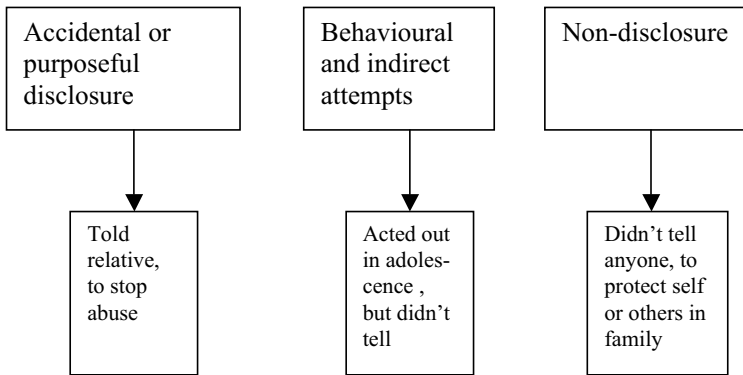 Accidental or
purposeful
disclosure
Behavioural
and indirect
attempts
Non-disclosure
Told
relative,
to stop
abuse
Acted out
in adoles-
cence ,
but didn’t
tell
Didn’t tell
anyone, to
protect self
or others in
family